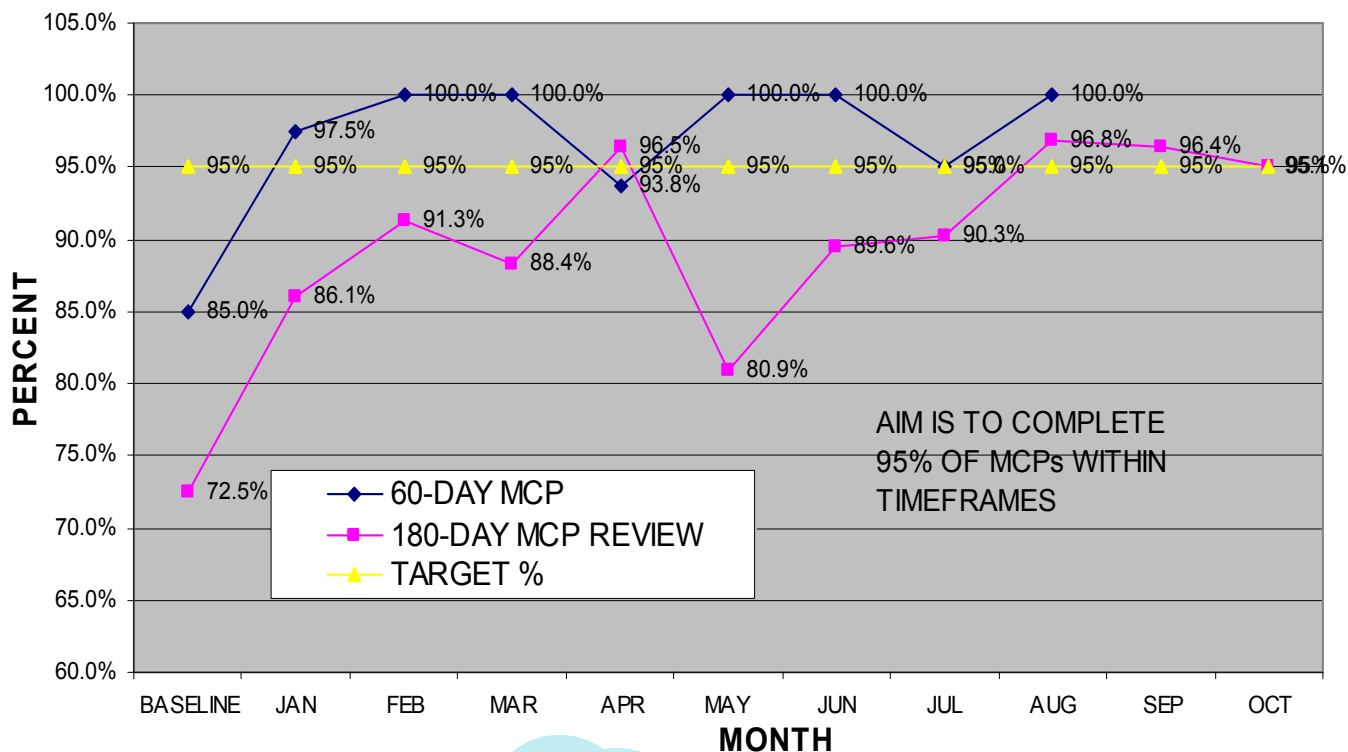 105.0%
100.0%
95.0%
90.0%
85.0%
80.0%
75.0%
70.0%
65.0%
60.0%
PERCENT
100.0% 100.0% 100.0% 100.0% 100.0%
97.5%
96.5% 96.8% 96.4%
95% 95% 95% 95% 95% 95% 95% 95% 95%
93.8%
91.3%
88.4% 89.6% 90.3%
85.0% 86.1%
80.9%
72.5%
AIM IS TO COMPLETE
95% OF MCPs WITHIN
TIMEFRAMES
60-DAY MCP
180-DAY MCP REVIEW
TARGET %
BASELINE JAN FEB MAR APR MAY JUN JUL AUG SEP OCT
MONTH